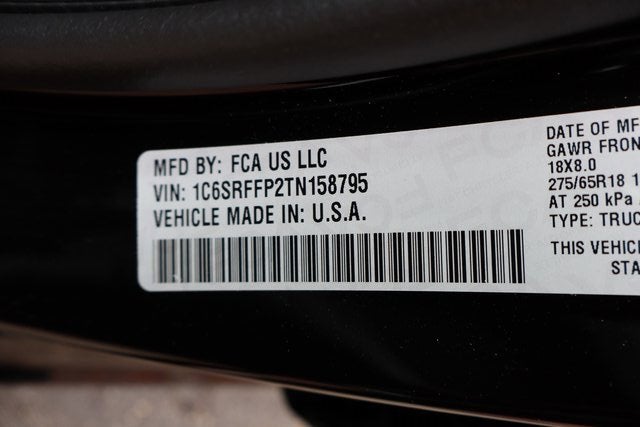 MFD BY: FCA US LLC
VIN: 1C6SRFFP2TN158795
VEHICLE MADE IN: U.S.A.
DATE OF MF
GAWR FRON
18X8.0
275/65R18 1
AT 250 kPa
TYPE: TRUC
THIS VEHIC
STA